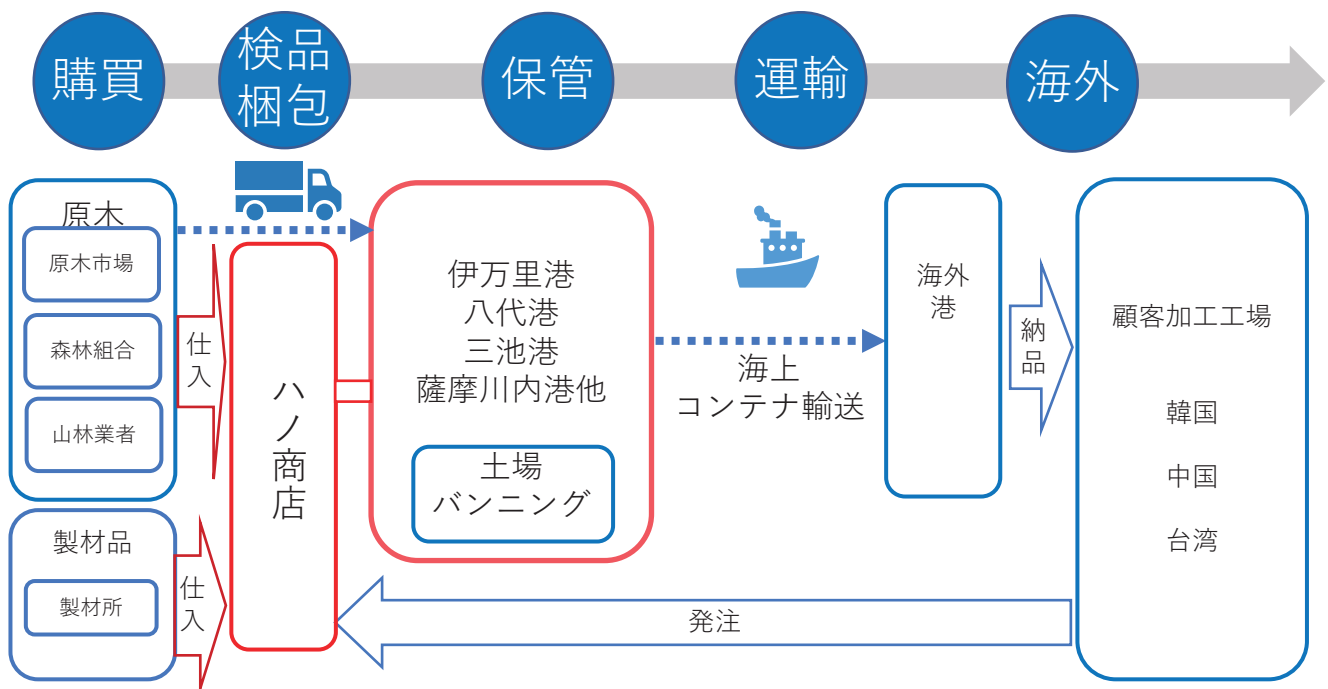 購買
検品
梱包
保管
運輸
海外
原木
原木市場
森林組合
山林業者
仕
入
製材品
製材所
仕
入
ハノ商店
伊万里港
八代港
三池港
薩摩川内港他
土場
バンニング
海上
コンテナ輸送
海外
港
納
品
顧客加工工場
韓国
中国
台湾
発注